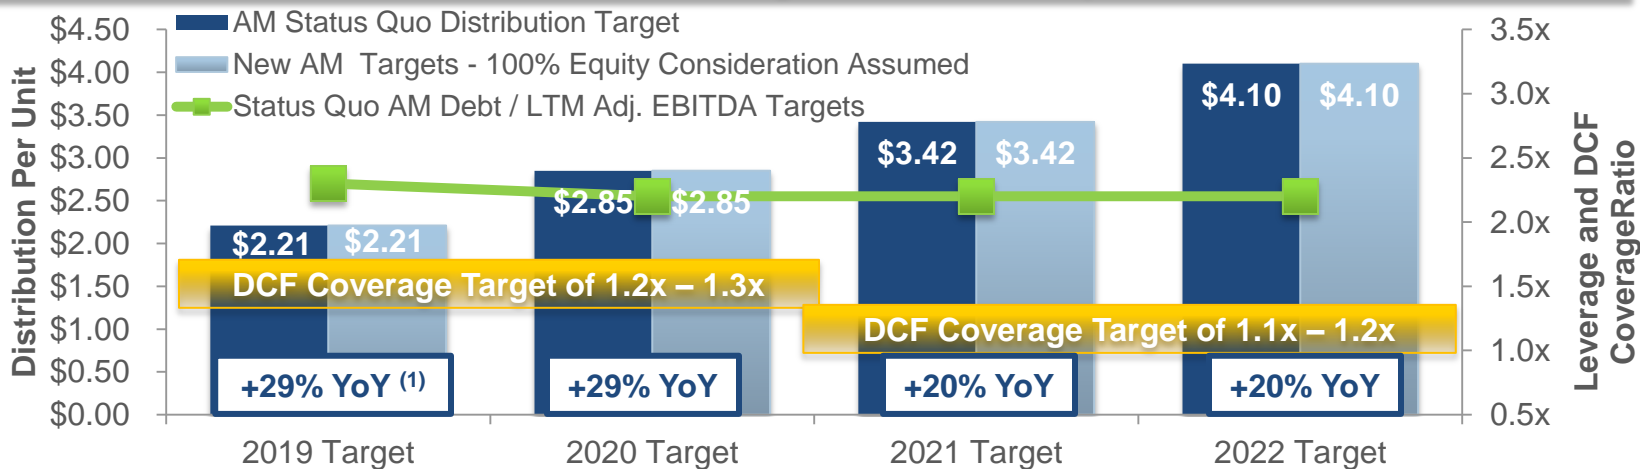 AM Status Quo Distribution Target
New AM Targets - 100% Equity Consideration Assumed
Status Quo AM Debt / LTM Adj. EBITDA Targets
Distribution Per Unit
$4.50
$4.00
$3.50
$3.00
$2.50
$2.00
$1.50
$1.00
$0.50
$0.00
3.5x
3.0x
2.5x
2.0x
1.5x
1.0x
0.5x
Leverage and DCF
CoverageRatio
$2.21 $2.21
$2.85 $2.85
$3.42 $3.42
$4.10 $4.10
DCF Coverage Target of 1.2x – 1.3x
DCF Coverage Target of 1.1x – 1.2x
+29% YoY (1)
+29% YoY
+20% YoY
+20% YoY
2019 Target
2020 Target
2021 Target
2022 Target